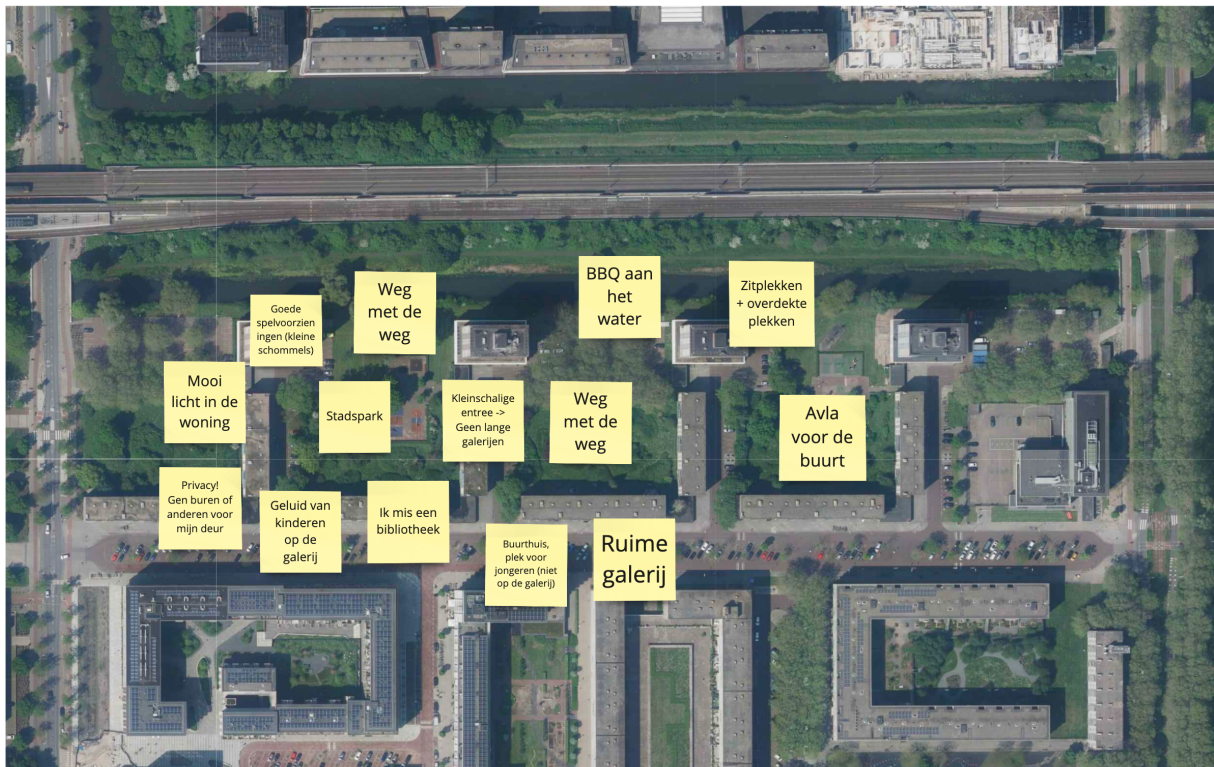 Goede
spelvoorzien
ingen (kleine
schommels)
Weg
met de
weg
BBQ aan
het
water
Zitplekken
+ overdekte
plekken
Mooi
licht in de
woning
Stadspark
Kleinschalige
entree ->
Geen lange
galerijen
Weg
met de
weg
Avla
voor de
buurt
Privacy!
Gen buren of
anderen voor
mijn deur
Geluid van
kinderen
op de
galerij
Ik mis een
bibliotheek
Buurthuis,
plek voor
jongeren (niet
op de galerij)
Ruime
galerij